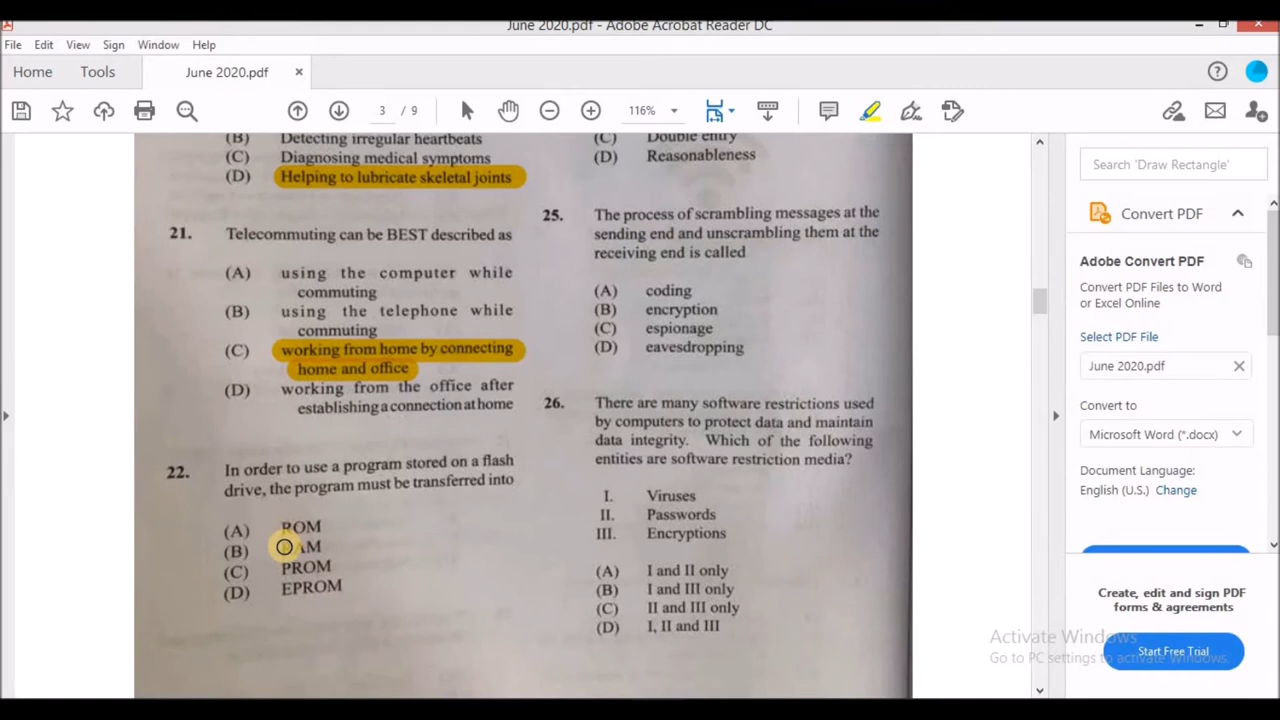 June 2020.pdf - Adobe Acrobat Reader DC
File Edit View Sign Window Help
Home Tools June 2020.pdf ×
3 / 9 116%
(B) Detecting irregular heartbeats
(C) Diagnosing medical symptoms
(D) Helping to lubricate skeletal joints
21. Telecommuting can be BEST described as
(A) using the computer while
commuting
(B) using the telephone while
commuting
(C) working from home by connecting
home and office
(D) working from the office after
establishing a connection at home
22. In order to use a program stored on a flash
drive, the program must be transferred into
(A) ROM
(B) RAM
(C) PROM
(D) EPROM
(C) Double entry
(D) Reasonableness
25. The process of scrambling messages at the
sending end and unscrambling them at the
receiving end is called
(A) coding
(B) encryption
(C) espionage
(D) eavesdropping
26. There are many software restrictions used
by computers to protect data and maintain
data integrity. Which of the following
entities are software restriction media?
I. Viruses
II. Passwords
III. Encryptions
(A) I and II only
(B) I and III only
(C) II and III only
(D) I, II and III
Search 'Draw Rectangle'
Convert PDF
Adobe Convert PDF
Convert PDF Files to Word
or Excel Online
Select PDF File
June 2020.pdf
Convert to
Microsoft Word (*.docx)
Document Language:
English (U.S.) Change
Create, edit and sign PDF
forms & agreements
Start Free Trial
Activate Windows
Go to PC settings to activate Windows.